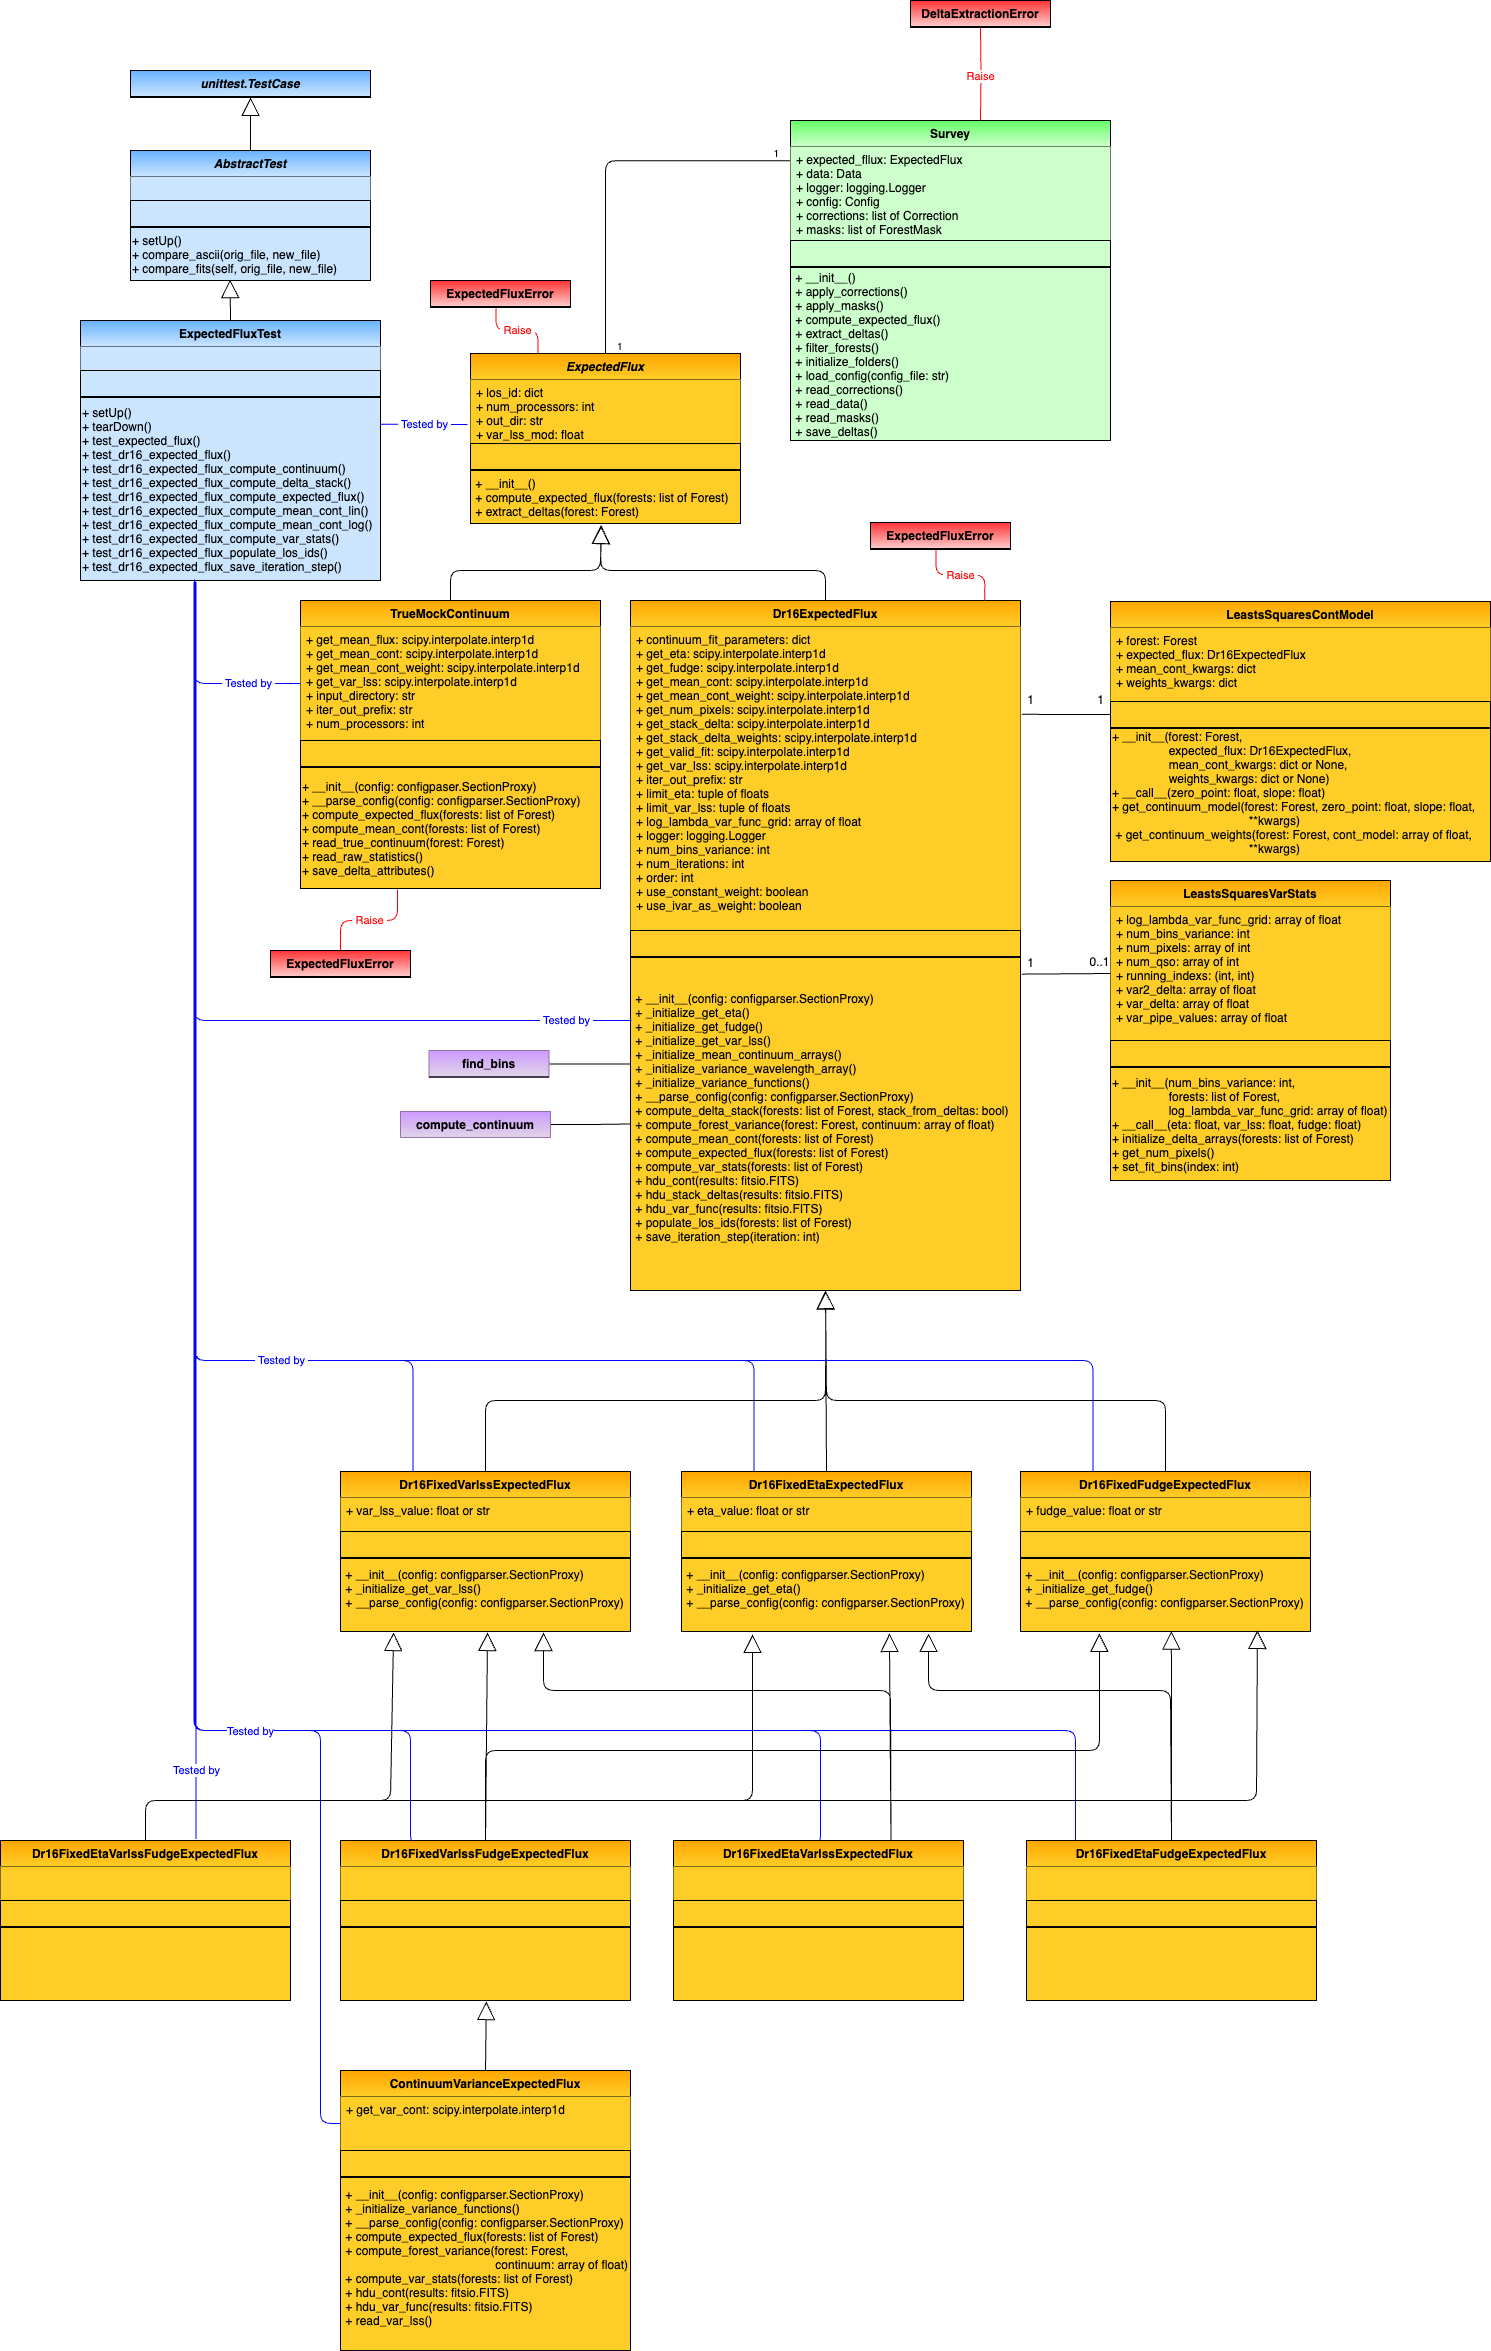 DeltaExtractionError
Raise
unittest.TestCase
AbstractTest
+ setUp()
+ compare_ascii(orig_file, new_file)
+ compare_fits(self, orig_file, new_file)
Survey
+ expected_fllux: ExpectedFlux
+ data: Data
+ logger: logging.Logger
+ config: Config
+ corrections: list of Correction
+ masks: list of ForestMask
+ __init__()
+ apply_corrections()
+ apply_masks()
+ compute_expected_flux()
+ extract_deltas()
+ filter_forests()
+ initialize_folders()
+ load_config(config_file: str)
+ read_corrections()
+ read_data()
+ read_masks()
+ save_deltas()
1
1
ExpectedFluxError
Raise
ExpectedFluxTest
+ setUp()
+ tearDown()
+ test_expected_flux()
+ test_dr16_expected_flux()
+ test_dr16_expected_flux_compute_continuum()
+ test_dr16_expected_flux_compute_delta_stack()
+ test_dr16_expected_flux_compute_expected_flux()
+ test_dr16_expected_flux_compute_mean_cont_lin()
+ test_dr16_expected_flux_compute_mean_cont_log()
+ test_dr16_expected_flux_compute_var_stats()
+ test_dr16_expected_flux_populate_los_ids()
+ test_dr16_expected_flux_save_iteration_step()
Tested by
ExpectedFlux
+ los_id: dict
+ num_processors: int
+ out_dir: str
+ var_lss_mod: float
+ __init__()
+ compute_expected_flux(forests: list of Forest)
+ extract_deltas(forest: Forest)
ExpectedFluxError
Raise
TrueMockContinuum
+ get_mean_flux: scipy.interpolate.interp1d
+ get_mean_cont: scipy.interpolate.interp1d
+ get_mean_cont_weight: scipy.interpolate.interp1d
+ get_var_lss: scipy.interpolate.interp1d
+ input_directory: str
+ iter_out_prefix: str
+ num_processors: int
+ __init__(config: configpaser.SectionProxy)
+ __parse_config(config: configparser.SectionProxy)
+ compute_expected_flux(forests: list of Forest)
+ compute_mean_cont(forests: list of Forest)
+ read_true_continuum(forest: Forest)
+ read_raw_statistics()
+ save_delta_attributes()
Tested by
Raise
ExpectedFluxError
Dr16ExpectedFlux
+ continuum_fit_parameters: dict
+ get_eta: scipy.interpolate.interp1d
+ get_fudge: scipy.interpolate.interp1d
+ get_mean_cont: scipy.interpolate.interp1d
+ get_mean_cont_weight: scipy.interpolate.interp1d
+ get_num_pixels: scipy.interpolate.interp1d
+ get_stack_delta: scipy.interpolate.interp1d
+ get_stack_delta_weights: scipy.interpolate.interp1d
+ get_valid_fit: scipy.interpolate.interp1d
+ get_var_lss: scipy.interpolate.interp1d
+ iter_out_prefix: str
+ limit_eta: tuple of floats
+ limit_var_lss: tuple of floats
+ log_lambda_var_func_grid: array of float
+ logger: logging.Logger
+ num_bins_variance: int
+ num_iterations: int
+ order: int
+ use_constant_weight: boolean
+ use_ivar_as_weight: boolean
+ __init__(config: configparser.SectionProxy)
+ _initialize_get_eta()
+ _initialize_get_fudge()
+ _initialize_get_var_lss()
+ _initialize_mean_continuum_arrays()
+ _initialize_variance_wavelength_array()
+ _initialize_variance_functions()
+ __parse_config(config: configparser.SectionProxy)
+ compute_delta_stack(forests: list of Forest, stack_from_deltas: bool)
+ compute_forest_variance(forest: Forest, continuum: array of float)
+ compute_mean_cont(forests: list of Forest)
+ compute_expected_flux(forests: list of Forest)
+ compute_var_stats(forests: list of Forest)
+ hdu_cont(results: fitsio.FITS)
+ hdu_stack_deltas(results: fitsio.FITS)
+ hdu_var_func(results: fitsio.FITS)
+ populate_los_ids(forests: list of Forest)
+ save_iteration_step(iteration: int)
Tested by
find_bins
compute_continuum
1
1
LeastsSquaresContModel
+ forest: Forest
+ expected_flux: Dr16ExpectedFlux
+ mean_cont_kwargs: dict
+ weights_kwargs: dict
+ __init__(forest: Forest,
expected_flux: Dr16ExpectedFlux,
mean_cont_kwargs: dict or None,
weights_kwargs: dict or None)
+ __call__(zero_point: float, slope: float)
+ get_continuum_model(forest: Forest, zero_point: float, slope: float,
**kwargs)
+ get_continuum_weights(forest: Forest, cont_model: array of float,
**kwargs)
1
0..1
LeastsSquaresVarStats
+ log_lambda_var_func_grid: array of float
+ num_bins_variance: int
+ num_pixels: array of int
+ num_qso: array of int
+ running_indexs: (int, int)
+ var2_delta: array of float
+ var_delta: array of float
+ var_pipe_values: array of float
+ __init__(num_bins_variance: int,
forests: list of Forest,
log_lambda_var_func_grid: array of float)
+ __call__(eta: float, var_lss: float, fudge: float)
+ initialize_delta_arrays(forests: list of Forest)
+ get_num_pixels()
+ set_fit_bins(index: int)
Tested by
Dr16FixedVarlssExpectedFlux
+ var_lss_value: float or str
+ __init__(config: configparser.SectionProxy)
+ _initialize_get_var_lss()
+ __parse_config(config: configparser.SectionProxy)
Dr16FixedEtaExpectedFlux
+ eta_value: float or str
+ __init__(config: configparser.SectionProxy)
+ _initialize_get_eta()
+ __parse_config(config: configparser.SectionProxy)
Dr16FixedFudgeExpectedFlux
+ fudge_value: float or str
+ __init__(config: configparser.SectionProxy)
+ _initialize_get_fudge()
+ __parse_config(config: configparser.SectionProxy)
Tested by
Tested by
Dr16FixedEtaVarlssFudgeExpectedFlux
Dr16FixedVarlssFudgeExpectedFlux
Dr16FixedEtaVarlssExpectedFlux
Dr16FixedEtaFudgeExpectedFlux
ContinuumVarianceExpectedFlux
+ get_var_cont: scipy.interpolate.interp1d
+ __init__(config: configparser.SectionProxy)
+ _initialize_variance_functions()
+ __parse_config(config: configparser.SectionProxy)
+ compute_expected_flux(forests: list of Forest)
+ compute_forest_variance(forest: Forest,
continuum: array of float)
+ compute_var_stats(forests: list of Forest)
+ hdu_cont(results: fitsio.FITS)
+ hdu_var_func(results: fitsio.FITS)
+ read_var_lss()